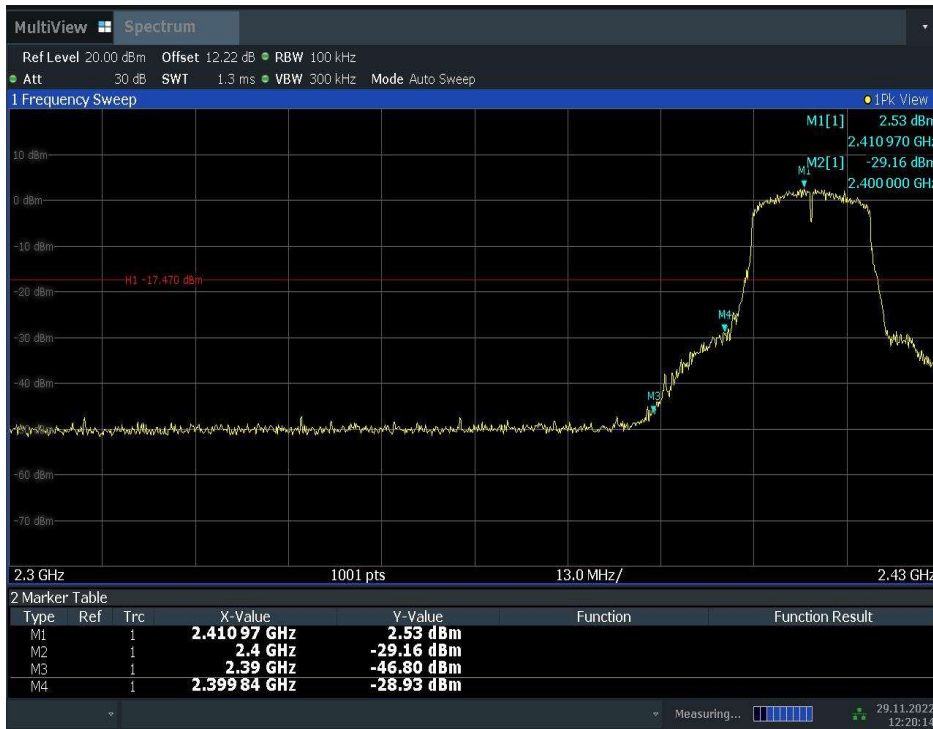 MultiView Spectrum
Ref Level 20.00 dBm Offset 12.22 dB RBW 100 kHz
Att 30 dB SWT 1.3 ms VBW 300 kHz Mode Auto Sweep
1 Frequency Sweep 1Pk View
M1[1] 2.53 dBm
2.410 970 GHz
10 dBm
M1 M2[1] -29.16 dBm
2.400 000 GHz
0 dBm
-10 dBm
H1 -17.470 dBm
-20 dBm
M4
-30 dBm
-40 dBm
M3
-60 dBm
-70 dBm
2.3 GHz 1001 pts 13.0 MHz/ 2.43 GHz
2 Marker Table
Type Ref Trc X-Value Y-Value Function Function Result
M1 1 2.410 97 GHz 2.53 dBm
M2 1 2.4 GHz -29.16 dBm
M3 1 2.39 GHz -46.80 dBm
M4 1 2.399 84 GHz -28.93 dBm
Measuring... 29.11.2022
12:20:14